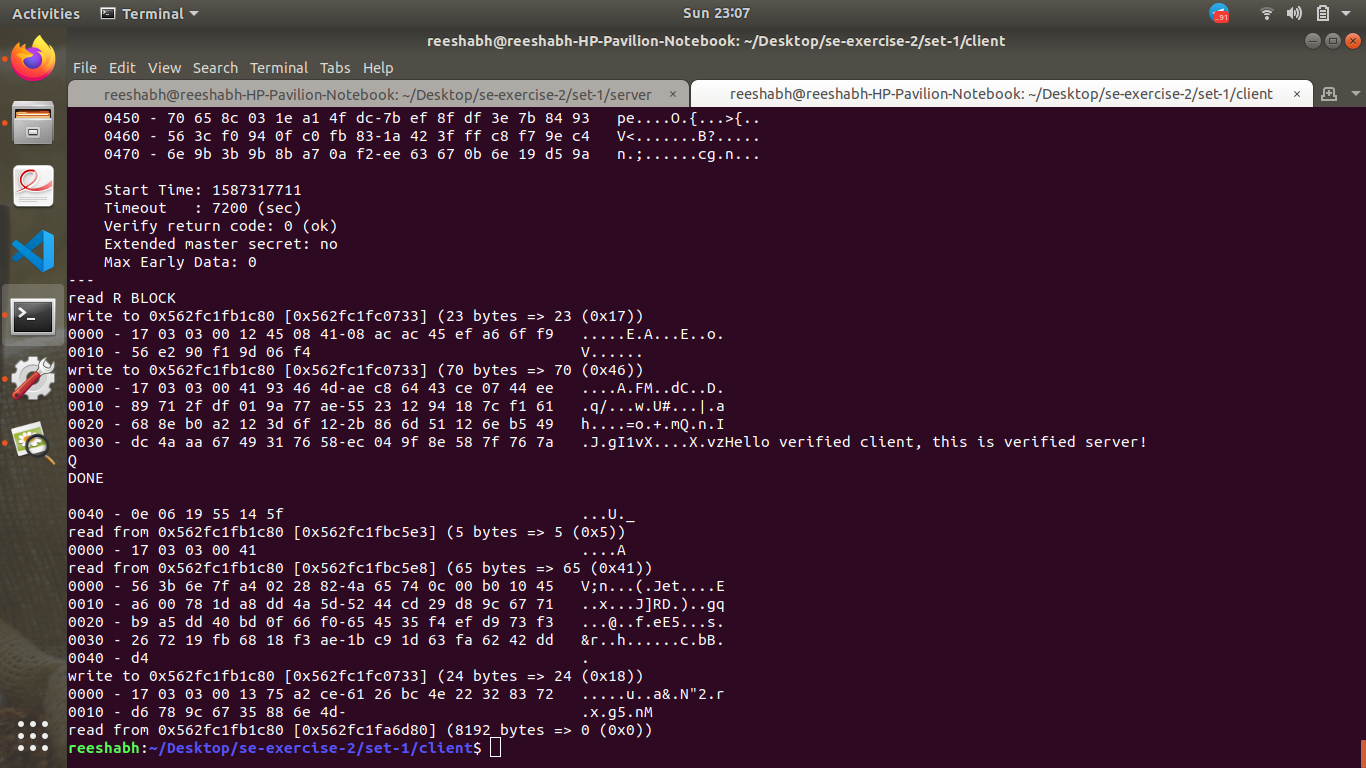 Activities Terminal Sun 23:07 91
reeshabh@reeshabh-HP-Pavilion-Notebook: ~/Desktop/se-exercise-2/set-1/client
File Edit View Search Terminal Tabs Help
reeshabh@reeshabh-HP-Pavilion-Notebook: ~/Desktop/se-exercise-2/set-1/server × reeshabh@reeshabh-HP-Pavilion-Notebook: ~/Desktop/se-exercise-2/set-1/client ×
    0450 - 70 65 8c 03 1e a1 4f dc-7b ef 8f df 3e 7b 84 93   pe....O.{...>{..
    0460 - 56 3c f0 94 0f c0 fb 83-1a 42 3f ff c8 f7 9e c4   V<.......B?.....
    0470 - 6e 9b 3b 9b 8b a7 0a f2-ee 63 67 0b 6e 19 d5 9a   n.;......cg.n...
    Start Time: 1587317711
    Timeout   : 7200 (sec)
    Verify return code: 0 (ok)
    Extended master secret: no
    Max Early Data: 0
---
read R BLOCK
write to 0x562fc1fb1c80 [0x562fc1fc0733] (23 bytes => 23 (0x17))
0000 - 17 03 03 00 12 45 08 41-08 ac ac 45 ef a6 6f f9   .....E.A...E..o.
0010 - 56 e2 90 f1 9d 06 f4                              V......
write to 0x562fc1fb1c80 [0x562fc1fc0733] (70 bytes => 70 (0x46))
0000 - 17 03 03 00 41 93 46 4d-ae c8 64 43 ce 07 44 ee   ....A.FM..dC..D.
0010 - 89 71 2f df 01 9a 77 ae-55 23 12 94 18 7c f1 61   .q/...w.U#...|.a
0020 - 68 8e b0 a2 12 3d 6f 12-2b 86 6d 51 12 6e b5 49   h....=o.+.mQ.n.I
0030 - dc 4a aa 67 49 31 76 58-ec 04 9f 8e 58 7f 76 7a   .J.gI1vX....X.vzHello verified client, this is verified server!
Q
DONE
0040 - 0e 06 19 55 14 5f                                 ...U._
read from 0x562fc1fb1c80 [0x562fc1fbc5e3] (5 bytes => 5 (0x5))
0000 - 17 03 03 00 41                                    ....A
read from 0x562fc1fb1c80 [0x562fc1fbc5e8] (65 bytes => 65 (0x41))
0000 - 56 3b 6e 7f a4 02 28 82-4a 65 74 0c 00 b0 10 45   V;n...(.Jet....E
0010 - a6 00 78 1d a8 dd 4a 5d-52 44 cd 29 d8 9c 67 71   ..x...J]RD.)..gq
0020 - b9 a5 dd 40 bd 0f 66 f0-65 45 35 f4 ef d9 73 f3   ...@..f.eE5...s.
0030 - 26 72 19 fb 68 18 f3 ae-1b c9 1d 63 fa 62 42 dd   &r..h......c.bB.
0040 - d4                                                .
write to 0x562fc1fb1c80 [0x562fc1fc0733] (24 bytes => 24 (0x18))
0000 - 17 03 03 00 13 75 a2 ce-61 26 bc 4e 22 32 83 72   .....u..a&.N"2.r
0010 - d6 78 9c 67 35 88 6e 4d-                          .x.g5.nM
read from 0x562fc1fb1c80 [0x562fc1fa6d80] (8192 bytes => 0 (0x0))
reeshabh:~/Desktop/se-exercise-2/set-1/client$